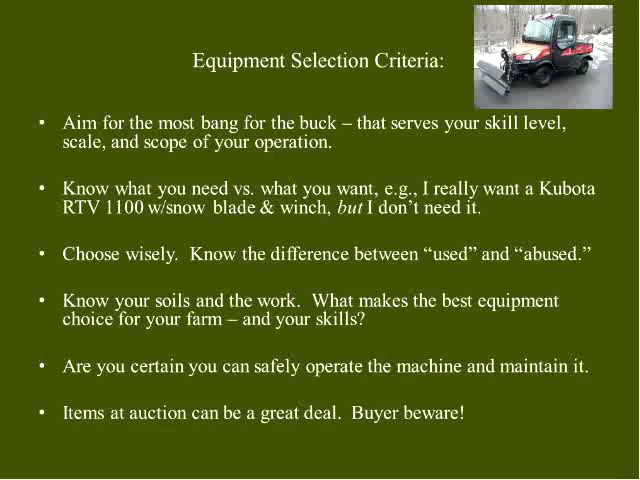 Equipment Selection Criteria:
• Aim for the most bang for the buck – that serves your skill level,
scale, and scope of your operation.
• Know what you need vs. what you want, e.g., I really want a Kubota
RTV 1100 w/snow blade & winch, but I don’t need it.
• Choose wisely.  Know the difference between “used” and “abused.”
• Know your soils and the work.  What makes the best equipment
choice for your farm – and your skills?
• Are you certain you can safely operate the machine and maintain it.
• Items at auction can be a great deal.  Buyer beware!